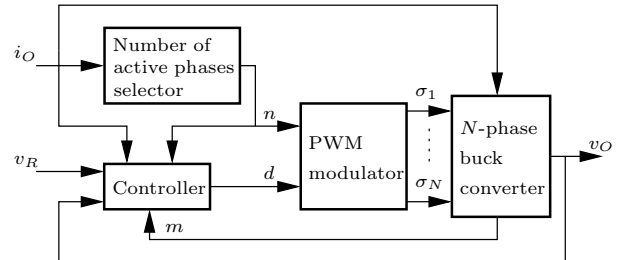 i_O
Number of
active phases
selector
n
σ_1
N-phase
buck
converter
v_O
PWM
modulator
v_R
Controller
d
σ_N
m